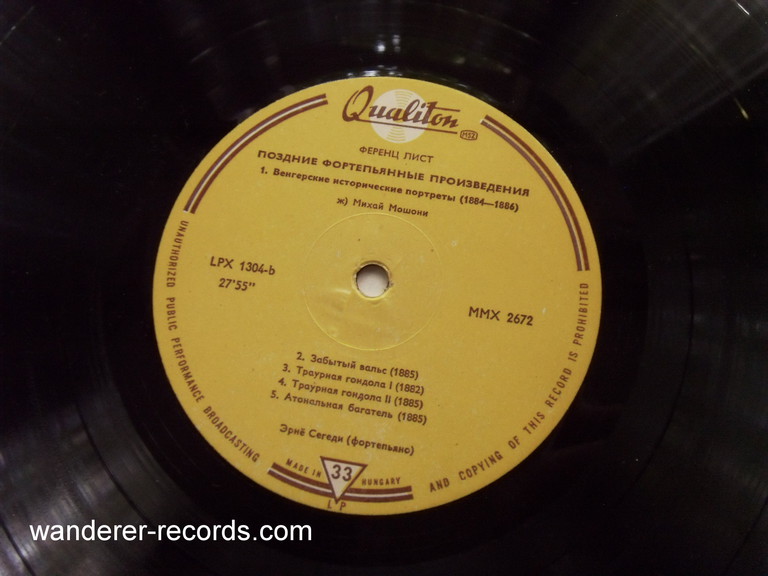 Qualiton
MSZ
ФЕРЕНЦ ЛИСТ
ПОЗДНИЕ ФОРТЕПЬЯННЫЕ ПРОИЗВЕДЕНИЯ
1. Венгерские исторические портреты (1884—1886)
ж) Михай Мошони
LPX 1304-b
27'55"
MMX 2672
2. Забытый вальс (1885)
3. Траурная гондола I (1882)
4. Траурная гондола II (1885)
5. Атональная багатель (1885)
Эрнё Сегеди (фортепьяно)
UNAUTHORIZED PUBLIC PERFORMANCE BROADCASTING
AND COPYING OF THIS RECORD IS PROHIBITED
MADE IN 33 HUNGARY
LP
wanderer-records.com